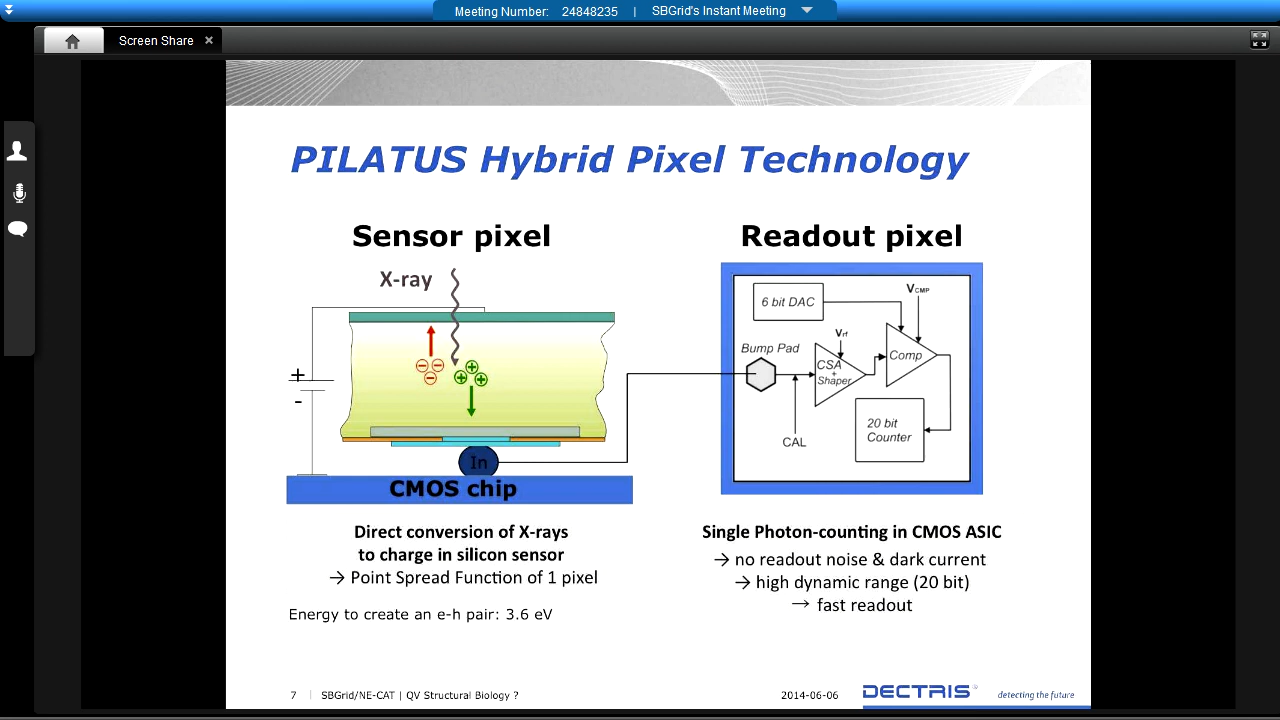 Meeting Number: 24848235 | SBGrid's Instant Meeting
Screen Share ×
PILATUS Hybrid Pixel Technology
Sensor pixel
X-ray
+
-
In
CMOS chip
Direct conversion of X-rays
to charge in silicon sensor
→ Point Spread Function of 1 pixel
Energy to create an e-h pair: 3.6 eV
Readout pixel
6 bit DAC
VCMP
Vrf
Bump Pad
CSA
+
Shaper
Comp
CAL
20 bit
Counter
Single Photon-counting in CMOS ASIC
→ no readout noise & dark current
→ high dynamic range (20 bit)
→ fast readout
7 | SBGrid/NE-CAT | QV Structural Biology ?
2014-06-06
DECTRIS®
detecting the future